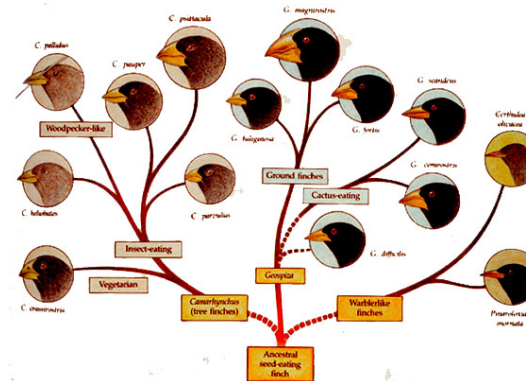 C. psittacula
G. magnirostris
C. pallidus
C. pauper
G. scandens
Certhidea
olivacea
Woodpecker-like
G. fuliginosa
G. fortis
Ground finches
G. conirostris
Cactus-eating
C. heliobates
C. parvulus
Insect-eating
G. difficilis
Vegetarian
Geospiza
C. crassirostris
Camarhynchus
(tree finches)
Warblerlike
finches
Pinaroloxias
inornata
Ancestral
seed-eating
finch